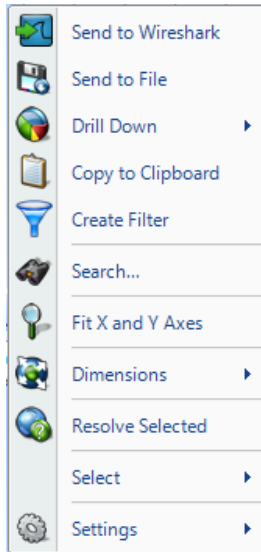 Send to Wireshark
Send to File
Drill Down
Copy to Clipboard
Create Filter
Search...
Fit X and Y Axes
Dimensions
Resolve Selected
Select
Settings